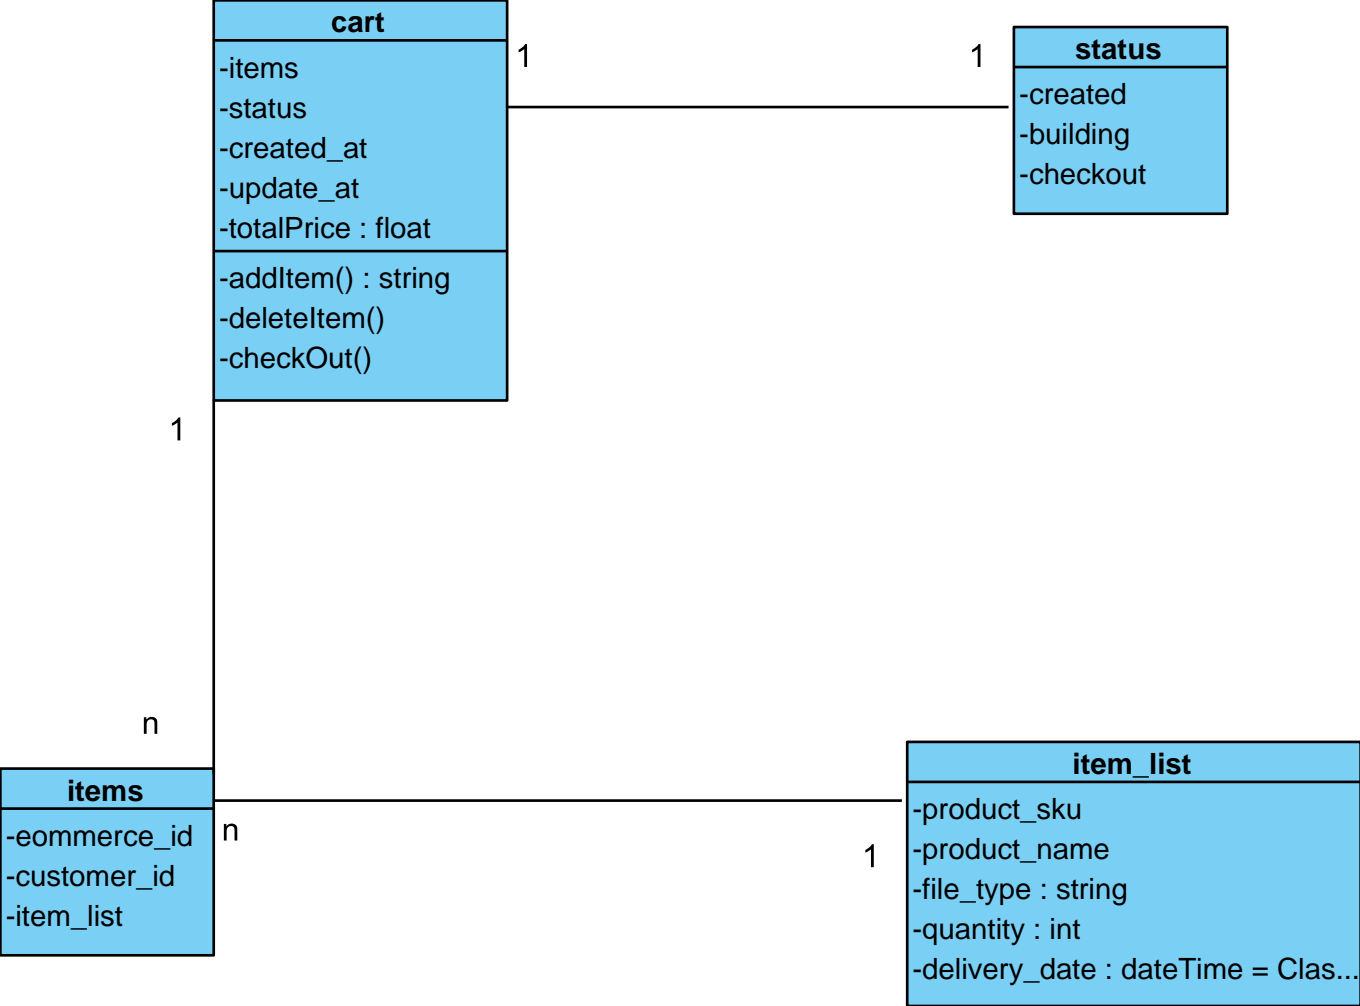 cart
-items
-status
-created_at
-update_at
-totalPrice : float
-addItem() : string
-deleteItem()
-checkOut()
1
1
status
-created
-building
-checkout
1
n
items
-eommerce_id
-customer_id
-item_list
n
1
item_list
-product_sku
-product_name
-file_type : string
-quantity : int
-delivery_date : dateTime = Clas...